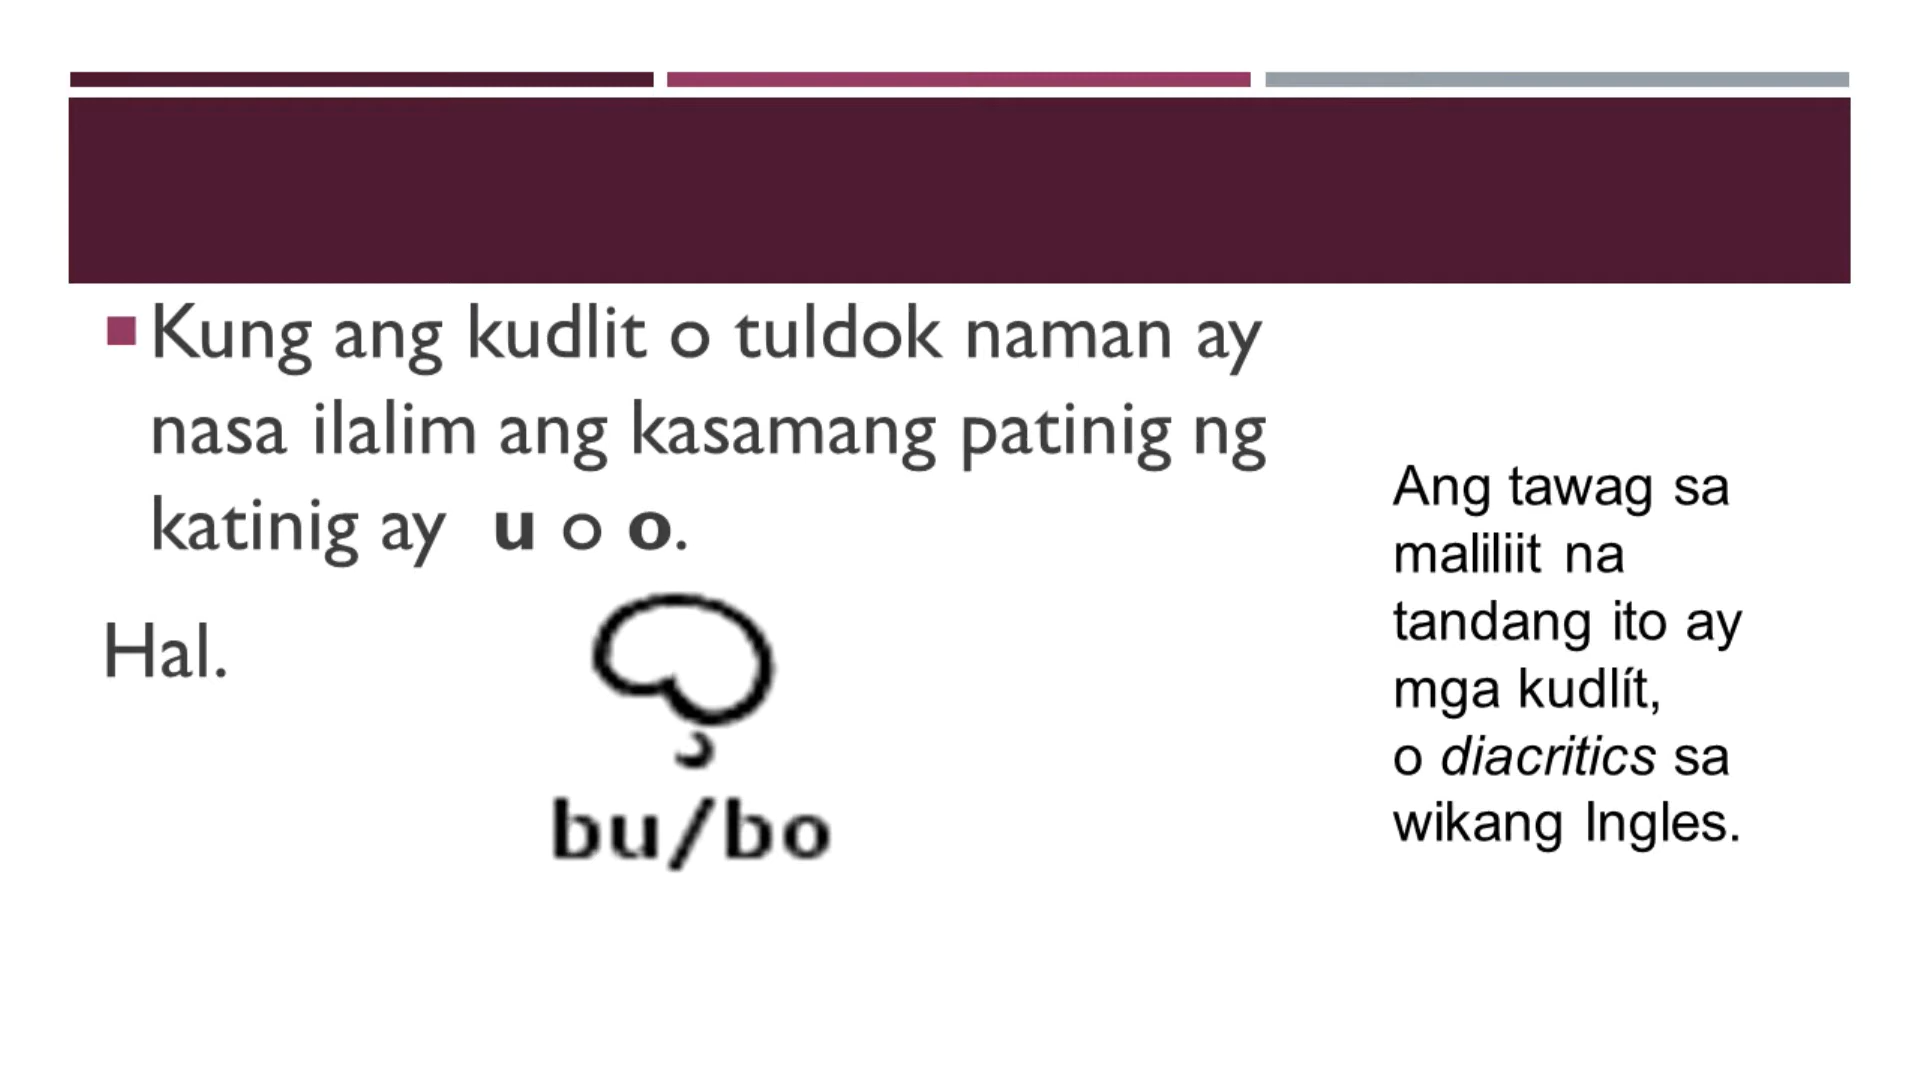 Kung ang kudlit o tuldok naman ay
nasa ilalim ang kasamang patinig ng
katinig ay u o o.
Hal.
bu/bo
Ang tawag sa
maliliit na
tandang ito ay
mga kudlít,
o diacritics sa
wikang Ingles.